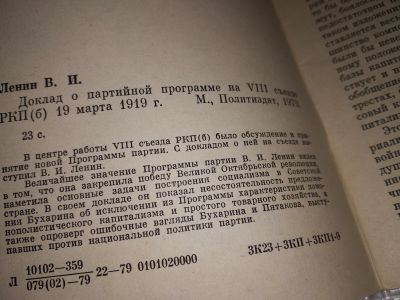 Ленин В. И.
Доклад о партийной программе на VIII съезде
РКП(б) 19 марта 1919 г. М., Политиздат, 1979.
23 с.
В центре работы VIII съезда РКП(б) было обсуждение и при-
нятие новой Программы партии. С докладом о ней на съезде вы-
ступил В. И. Ленин.
Величайшее значение Программы партии В. И. Ленин видел
в том, что она закрепила победу Великой Октябрьской революции,
наметила основные задачи построения социализма в Советской
стране. В своем докладе он показал несостоятельность предложе-
ния Бухарина об исключении из Программы характеристики домо-
нополистического капитализма и простого товарного хозяйства, а
также опроверг ошибочные взгляды Бухарина и Пятакова, высту-
павших против национальной политики партии.
Л 10102—359
079(02)—79 22—79 0101020000
3К23+3КП+3КП1-9